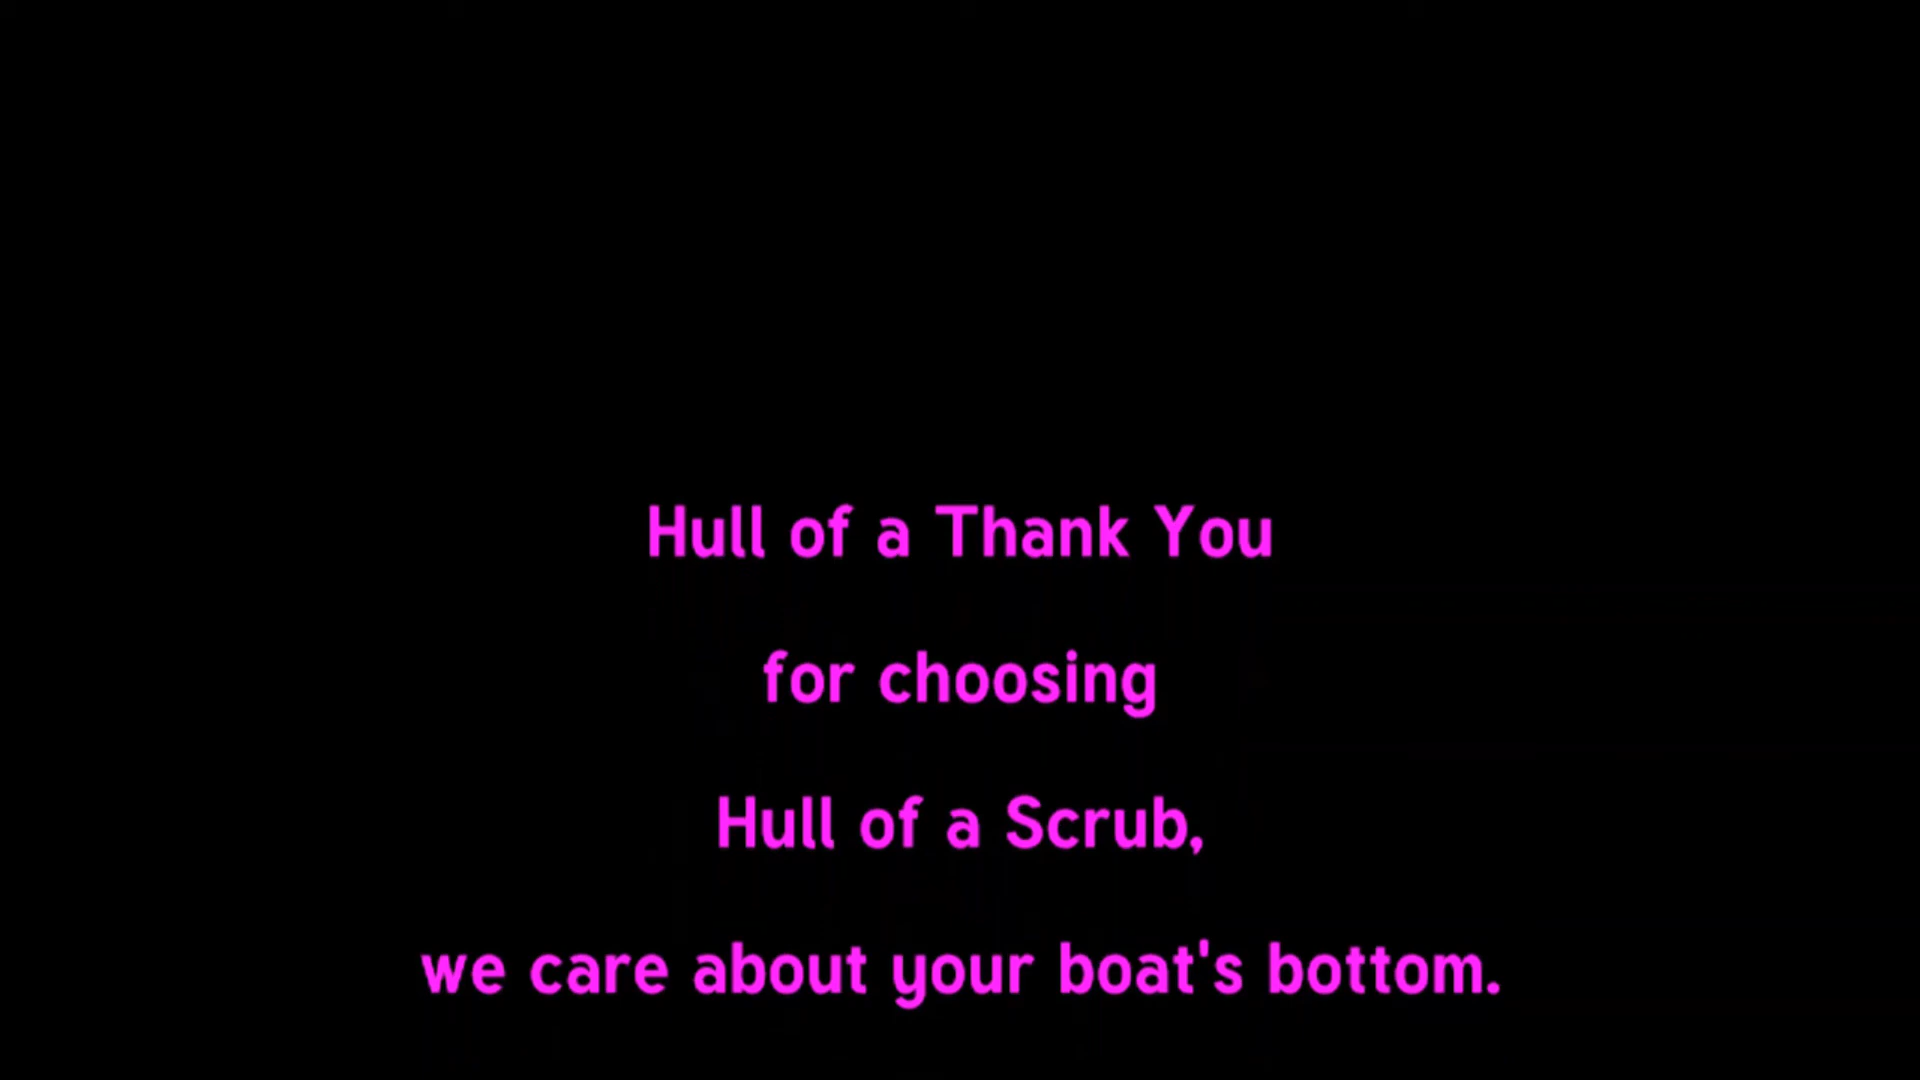 Hull of a Thank You
for choosing
Hull of a Scrub,
we care about your boat's bottom.